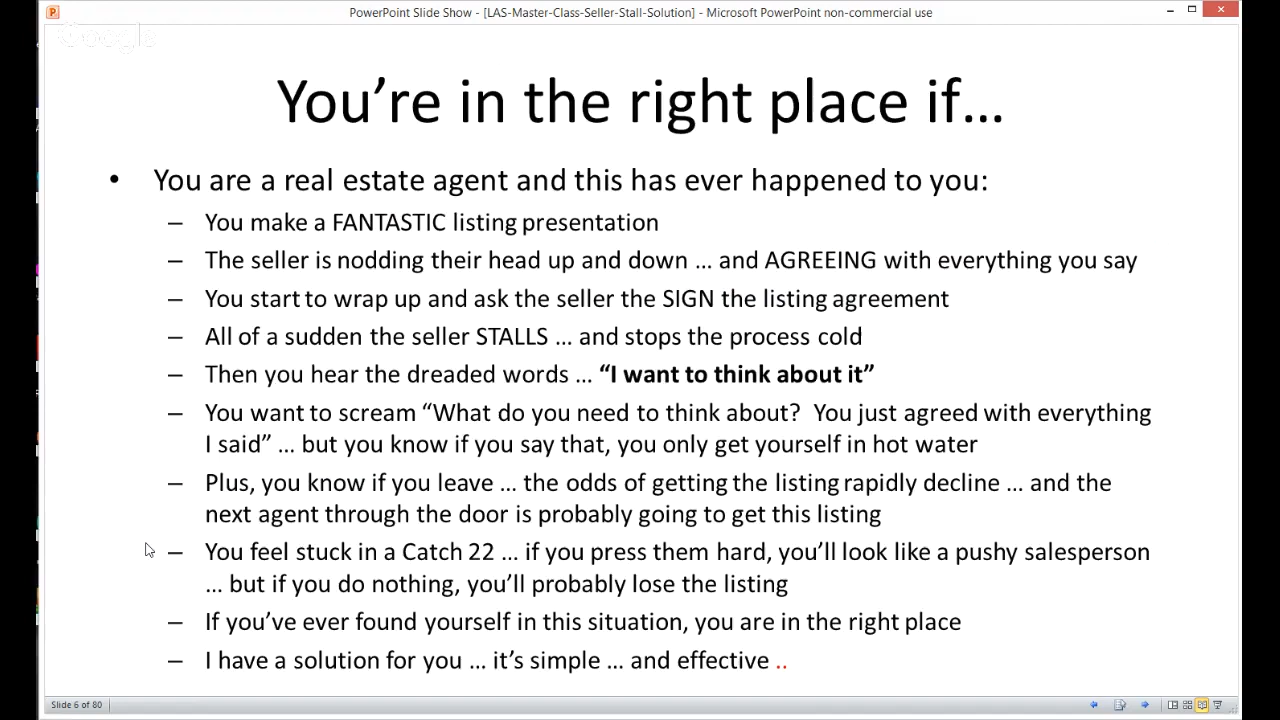 PowerPoint Slide Show - [LAS-Master-Class-Seller-Stall-Solution] - Microsoft PowerPoint non-commercial use
Google
You're in the right place if...
• You are a real estate agent and this has ever happened to you:
– You make a FANTASTIC listing presentation
– The seller is nodding their head up and down ... and AGREEING with everything you say
– You start to wrap up and ask the seller the SIGN the listing agreement
– All of a sudden the seller STALLS ... and stops the process cold
– Then you hear the dreaded words ... “I want to think about it”
– You want to scream “What do you need to think about?  You just agreed with everything
I said” ... but you know if you say that, you only get yourself in hot water
– Plus, you know if you leave ... the odds of getting the listing rapidly decline ... and the
next agent through the door is probably going to get this listing
– You feel stuck in a Catch 22 ... if you press them hard, you'll look like a pushy salesperson
... but if you do nothing, you'll probably lose the listing
– If you've ever found yourself in this situation, you are in the right place
– I have a solution for you ... it's simple ... and effective ..
Slide 6 of 80